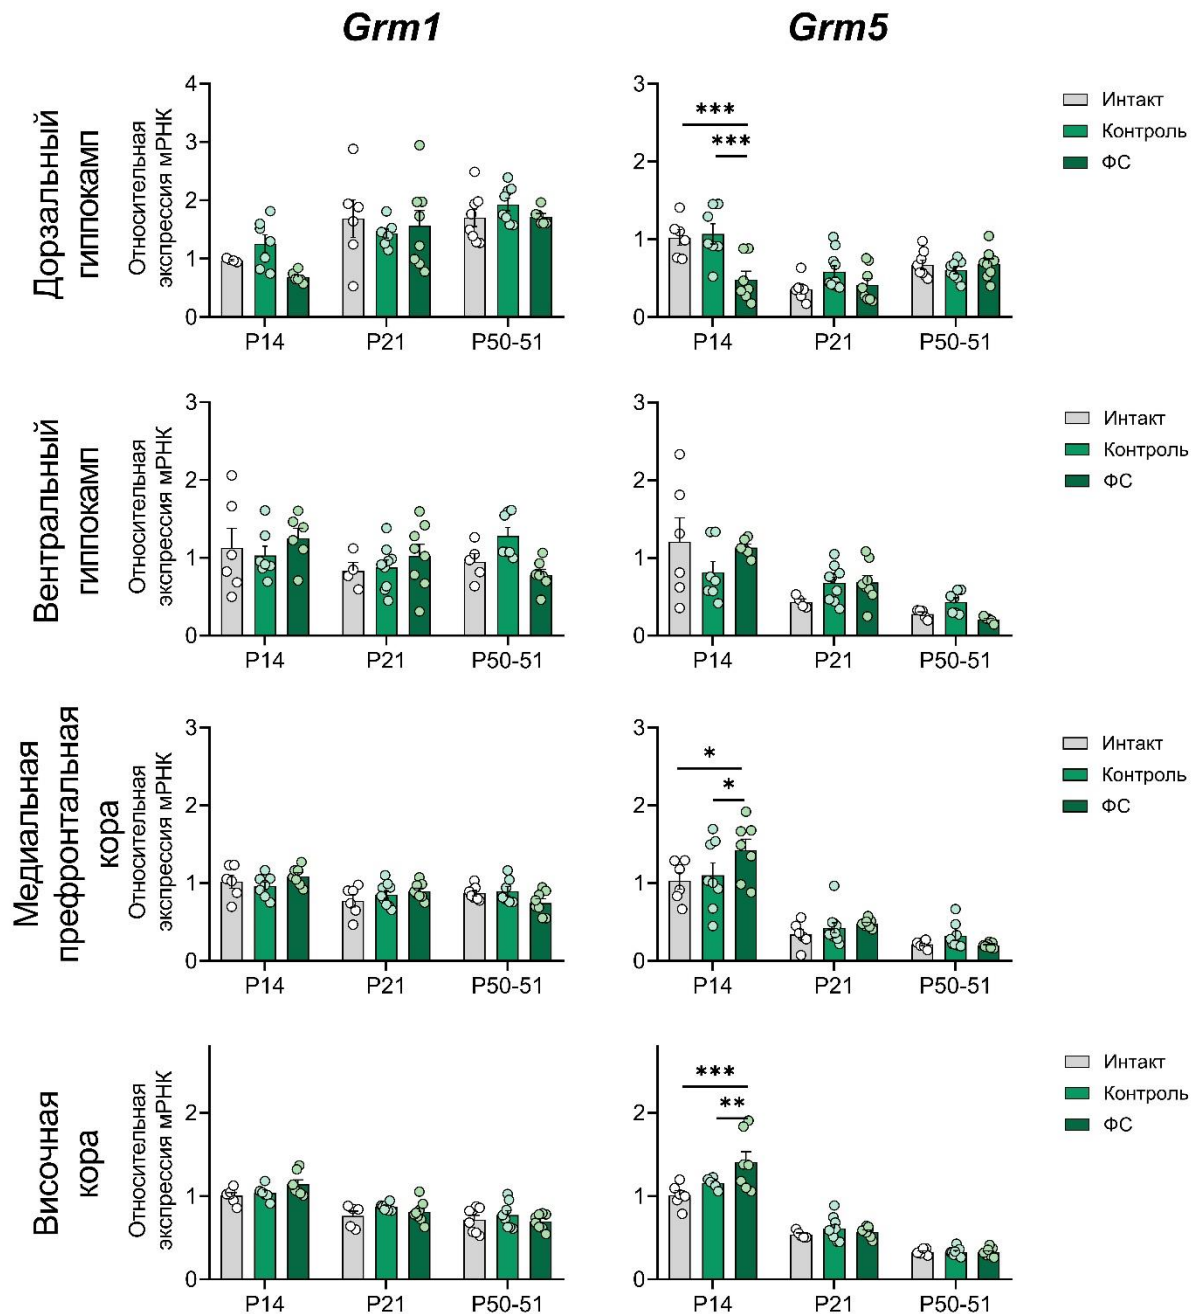 Grm1
Grm5
Дорзальный
гиппокамп
Относительная
экспрессия мРНК
4
3
2
1
0
P14
P21
P50-51
3
2
1
0
***
***
P14
P21
P50-51
Интакт
Контроль
ФС
Вентральный
гиппокамп
Относительная
экспрессия мРНК
3
2
1
0
P14
P21
P50-51
3
2
1
0
P14
P21
P50-51
Интакт
Контроль
ФС
Медиальная
префронтальная
кора
Относительная
экспрессия мРНК
3
2
1
0
P14
P21
P50-51
3
2
1
0
*
*
P14
P21
P50-51
Интакт
Контроль
ФС
Височная
кора
Относительная
экспрессия мРНК
2
1
0
P14
P21
P50-51
2
1
0
***
**
P14
P21
P50-51
Интакт
Контроль
ФС